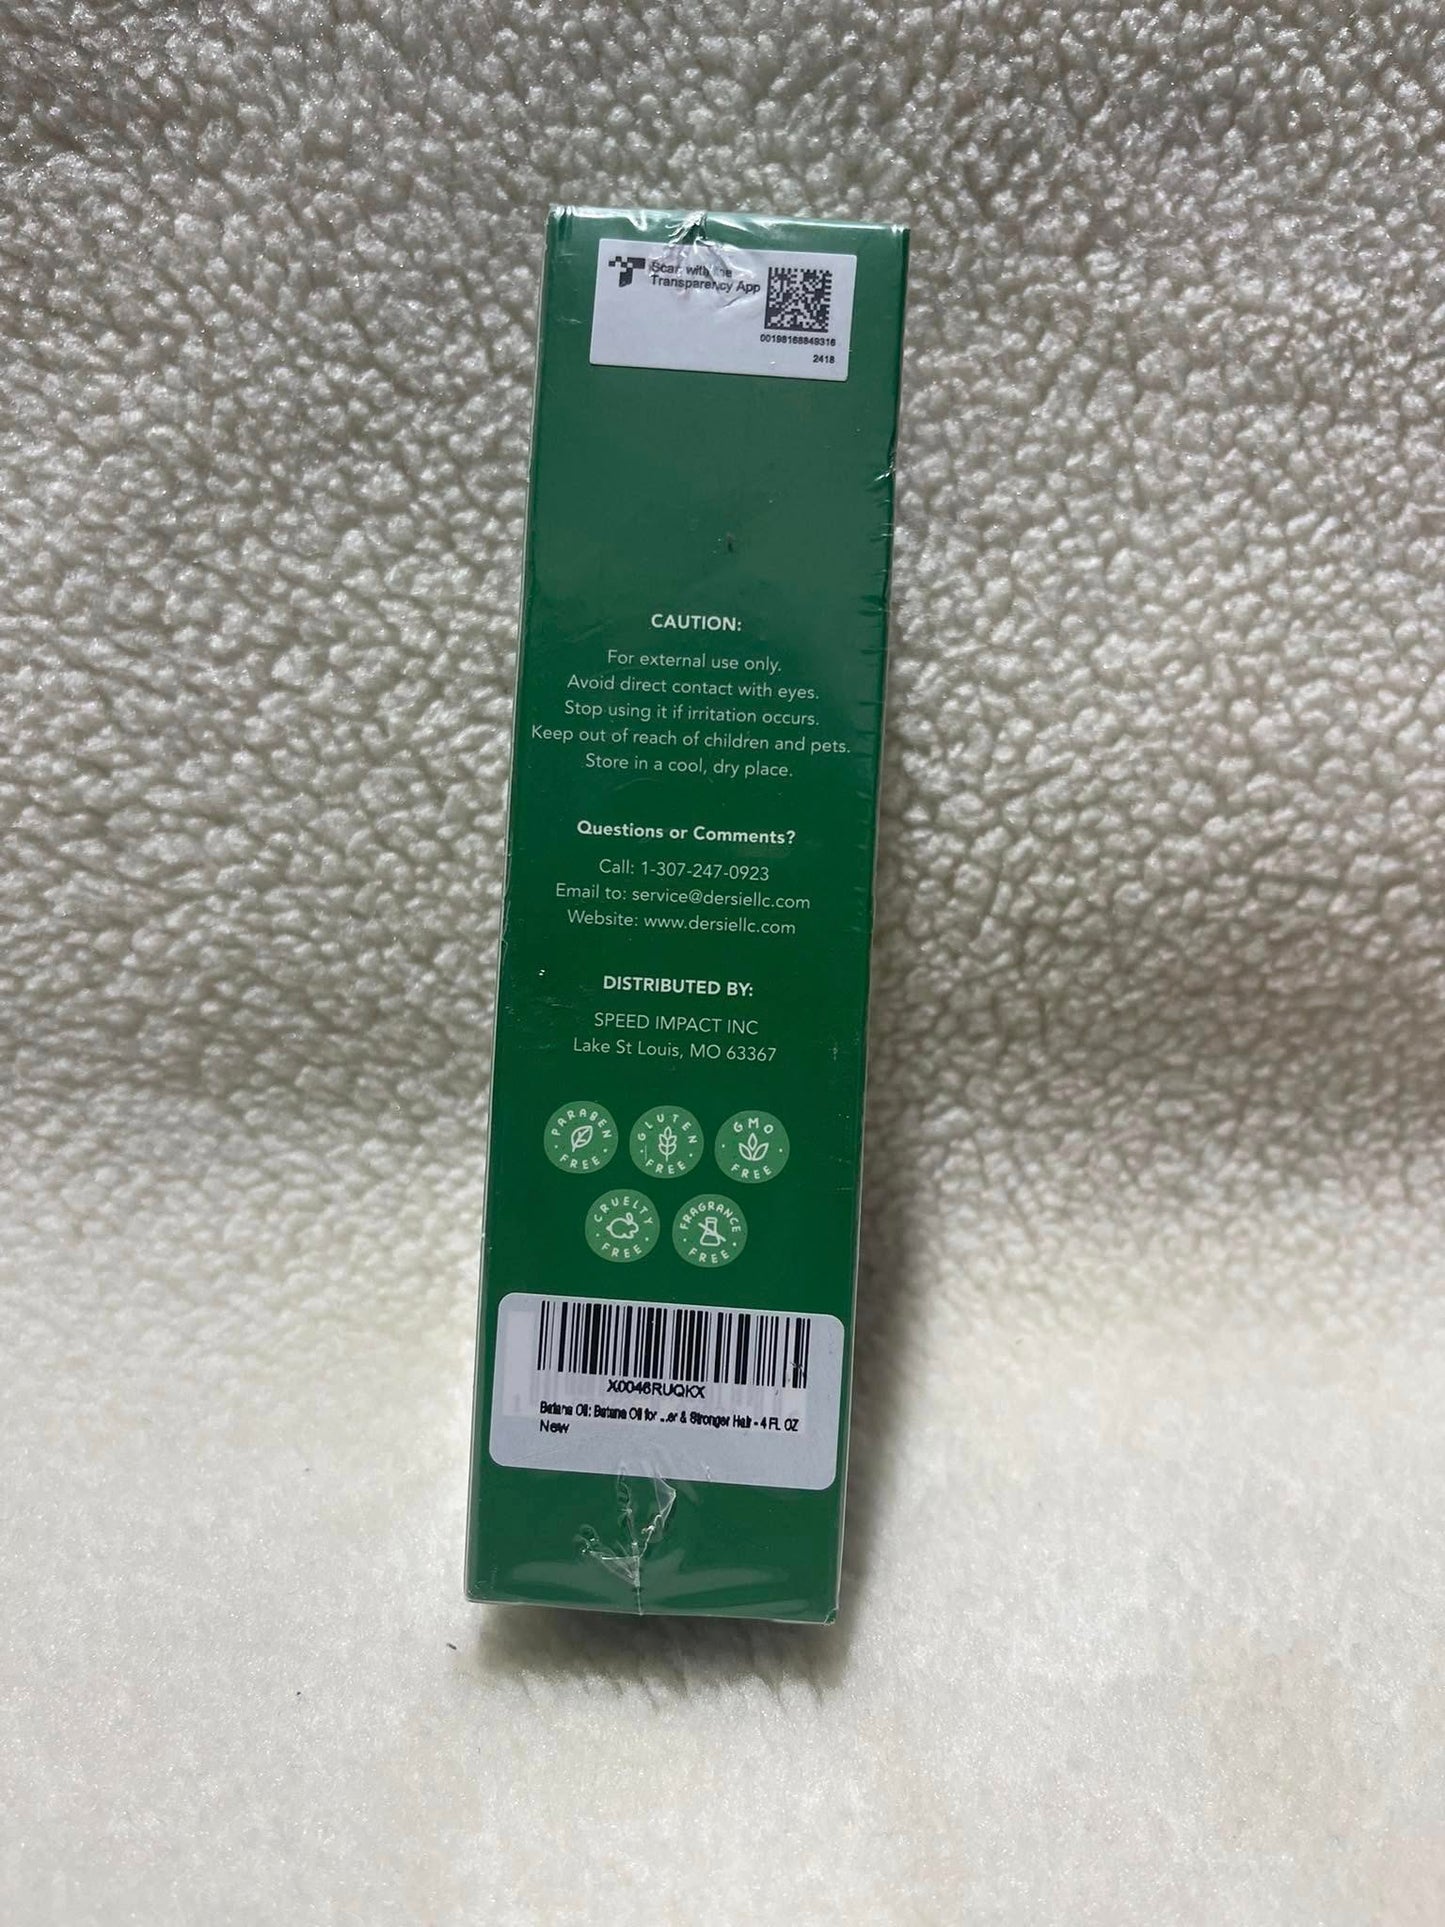 Scan with the
Transparency App
00198168849316
2418
CAUTION:
For external use only.
Avoid direct contact with eyes.
Stop using it if irritation occurs.
Keep out of reach of children and pets.
Store in a cool, dry place.
Questions or Comments?
Call: 1-307-247-0923
Email to: service@dersiellc.com
Website: www.dersiellc.com
DISTRIBUTED BY:
SPEED IMPACT INC
Lake St Louis, MO 63367
PARABEN FREE
GLUTEN FREE
GMO FREE
CRUELTY FREE
FRAGRANCE FREE
X0046RUQKX
Batana Oil: Batana Oil for ...er & Stronger Hair - 4 FL OZ
New